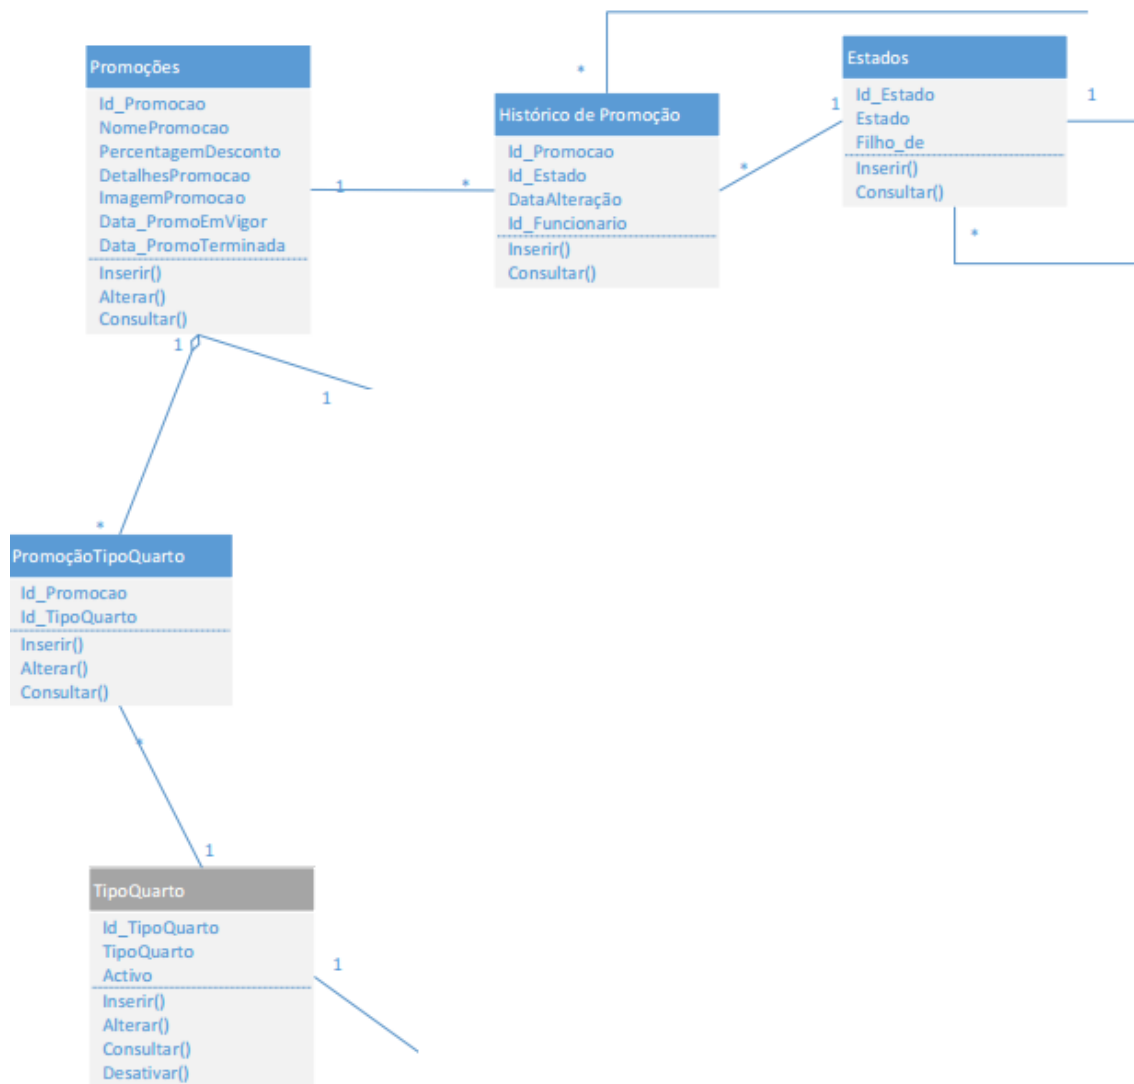 Promoções
Id_Promocao
NomePromocao
PercentagemDesconto
DetalhesPromocao
ImagemPromocao
Data_PromoEmVigor
Data_PromoTerminada
Inserir()
Alterar()
Consultar()
1
*
*
Histórico de Promoção
Id_Promocao
Id_Estado
DataAlteração
Id_Funcionario
Inserir()
Consultar()
*
1
Estados
Id_Estado
Estado
Filho_de
Inserir()
Consultar()
1
*
1
1
*
PromoçãoTipoQuarto
Id_Promocao
Id_TipoQuarto
Inserir()
Alterar()
Consultar()
*
1
TipoQuarto
Id_TipoQuarto
TipoQuarto
Activo
Inserir()
Alterar()
Consultar()
Desativar()
1